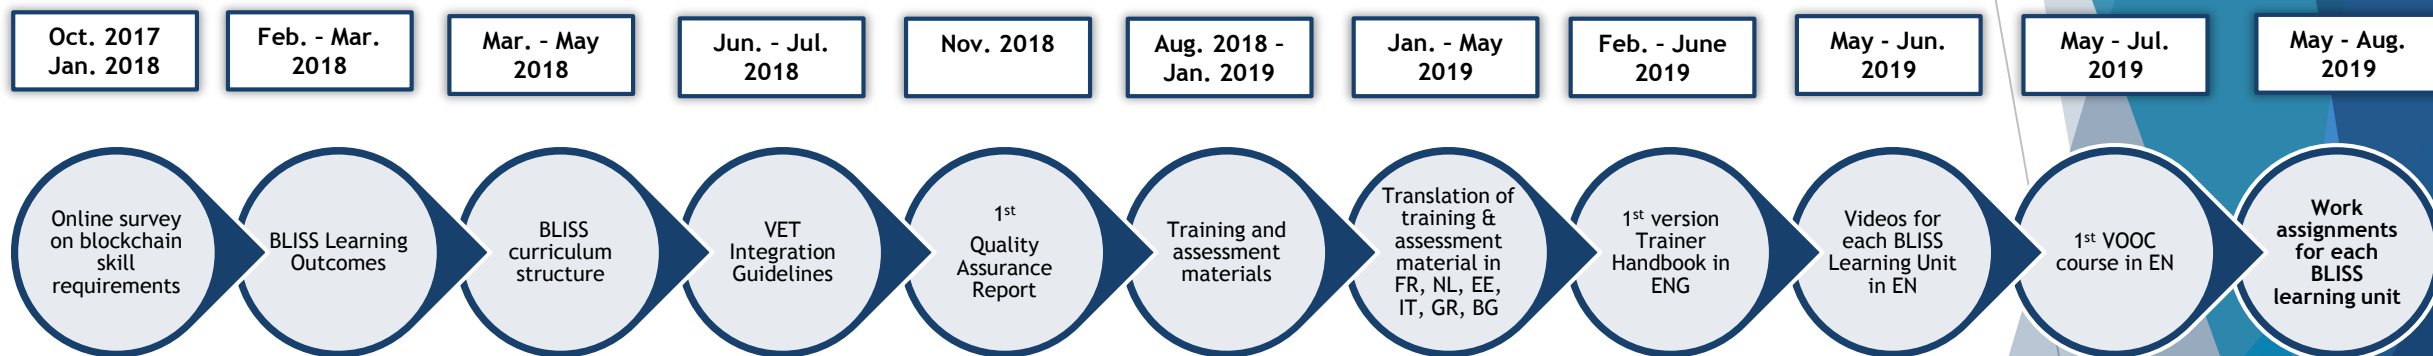 Oct. 2017
Jan. 2018
Feb. - Mar.
2018
Mar. - May
2018
Jun. - Jul.
2018
Nov. 2018
Aug. 2018 -
Jan. 2019
Jan. - May
2019
Feb. - June
2019
May - Jun.
2019
May - Jul.
2019
May - Aug.
2019
Online survey
on blockchain
skill
requirements
BLISS Learning
Outcomes
BLISS
curriculum
structure
VET
Integration
Guidelines
1st
Quality
Assurance
Report
Training and
assessment
materials
Translation of
training &
assessment
material in
FR, NL, EE,
IT, GR, BG
1st version
Trainer
Handbook in
ENG
Videos for
each BLISS
Learning Unit
in EN
1st VOOC
course in EN
Work
assignments
for each
BLISS
learning unit